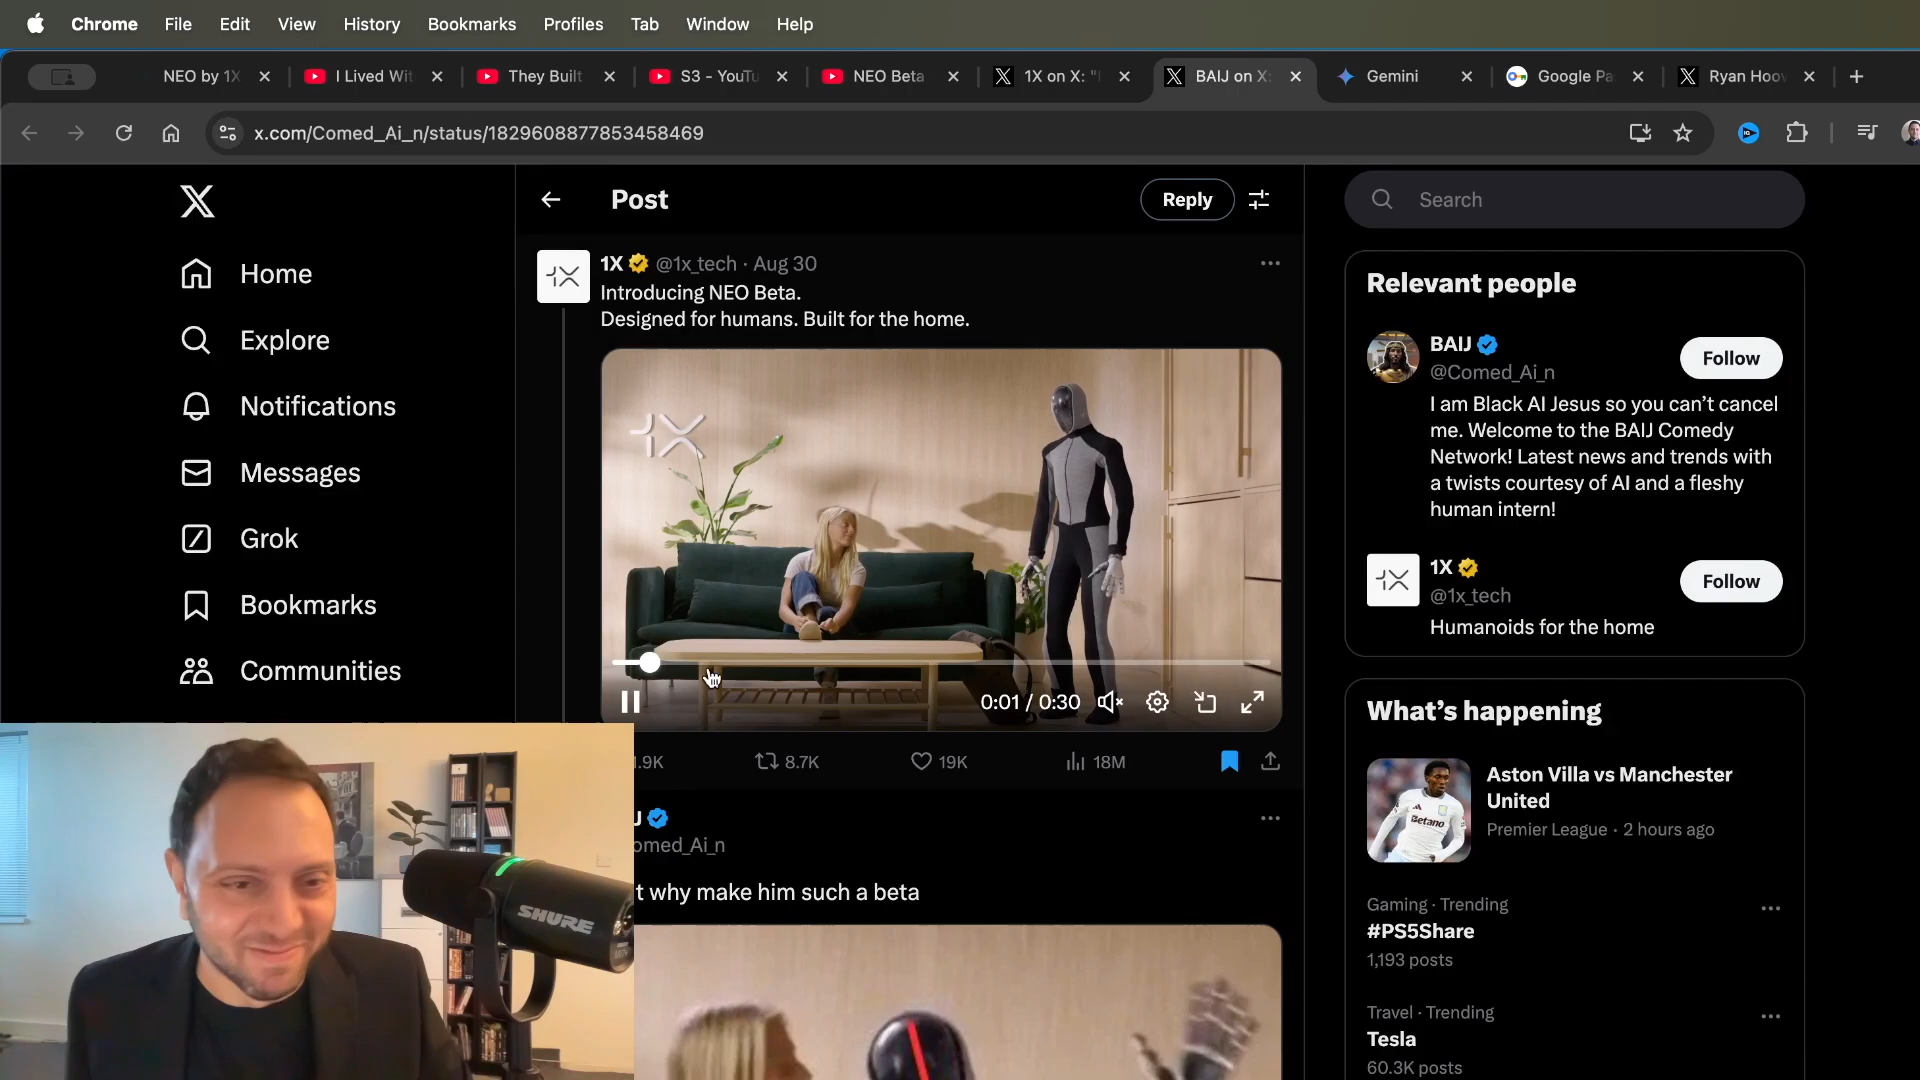 Chrome File Edit View History Bookmarks Profiles Tab Window Help
NEO by 1X
I Lived Wit
They Built
S3 - YouTu
NEO Beta
1X on X: "
BAIJ on X:
Gemini
Google Pa
Ryan Hoov
x.com/Comed_Ai_n/status/1829608877853458469
Home
Explore
Notifications
Messages
Grok
Bookmarks
Communities
Post
Reply
1X @1x_tech · Aug 30
Introducing NEO Beta.
Designed for humans. Built for the home.
1X
0:01 / 0:30
.9K 8.7K 19K 18M
J
omed_Ai_n
t why make him such a beta
SHURE
Search
Relevant people
BAIJ
@Comed_Ai_n
Follow
I am Black AI Jesus so you can’t cancel
me. Welcome to the BAIJ Comedy
Network! Latest news and trends with
a twists courtesy of AI and a fleshy
human intern!
1X
@1x_tech
Follow
Humanoids for the home
What’s happening
Aston Villa vs Manchester
United
Premier League · 2 hours ago
Betano
Gaming · Trending
#PS5Share
1,193 posts
Travel · Trending
Tesla
60.3K posts